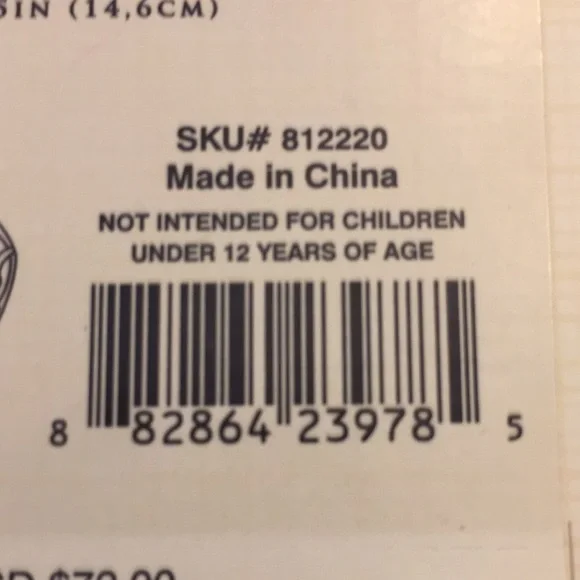 5IN (14,6CM)
SKU# 812220
Made in China
NOT INTENDED FOR CHILDREN
UNDER 12 YEARS OF AGE
8 82864 23978 5